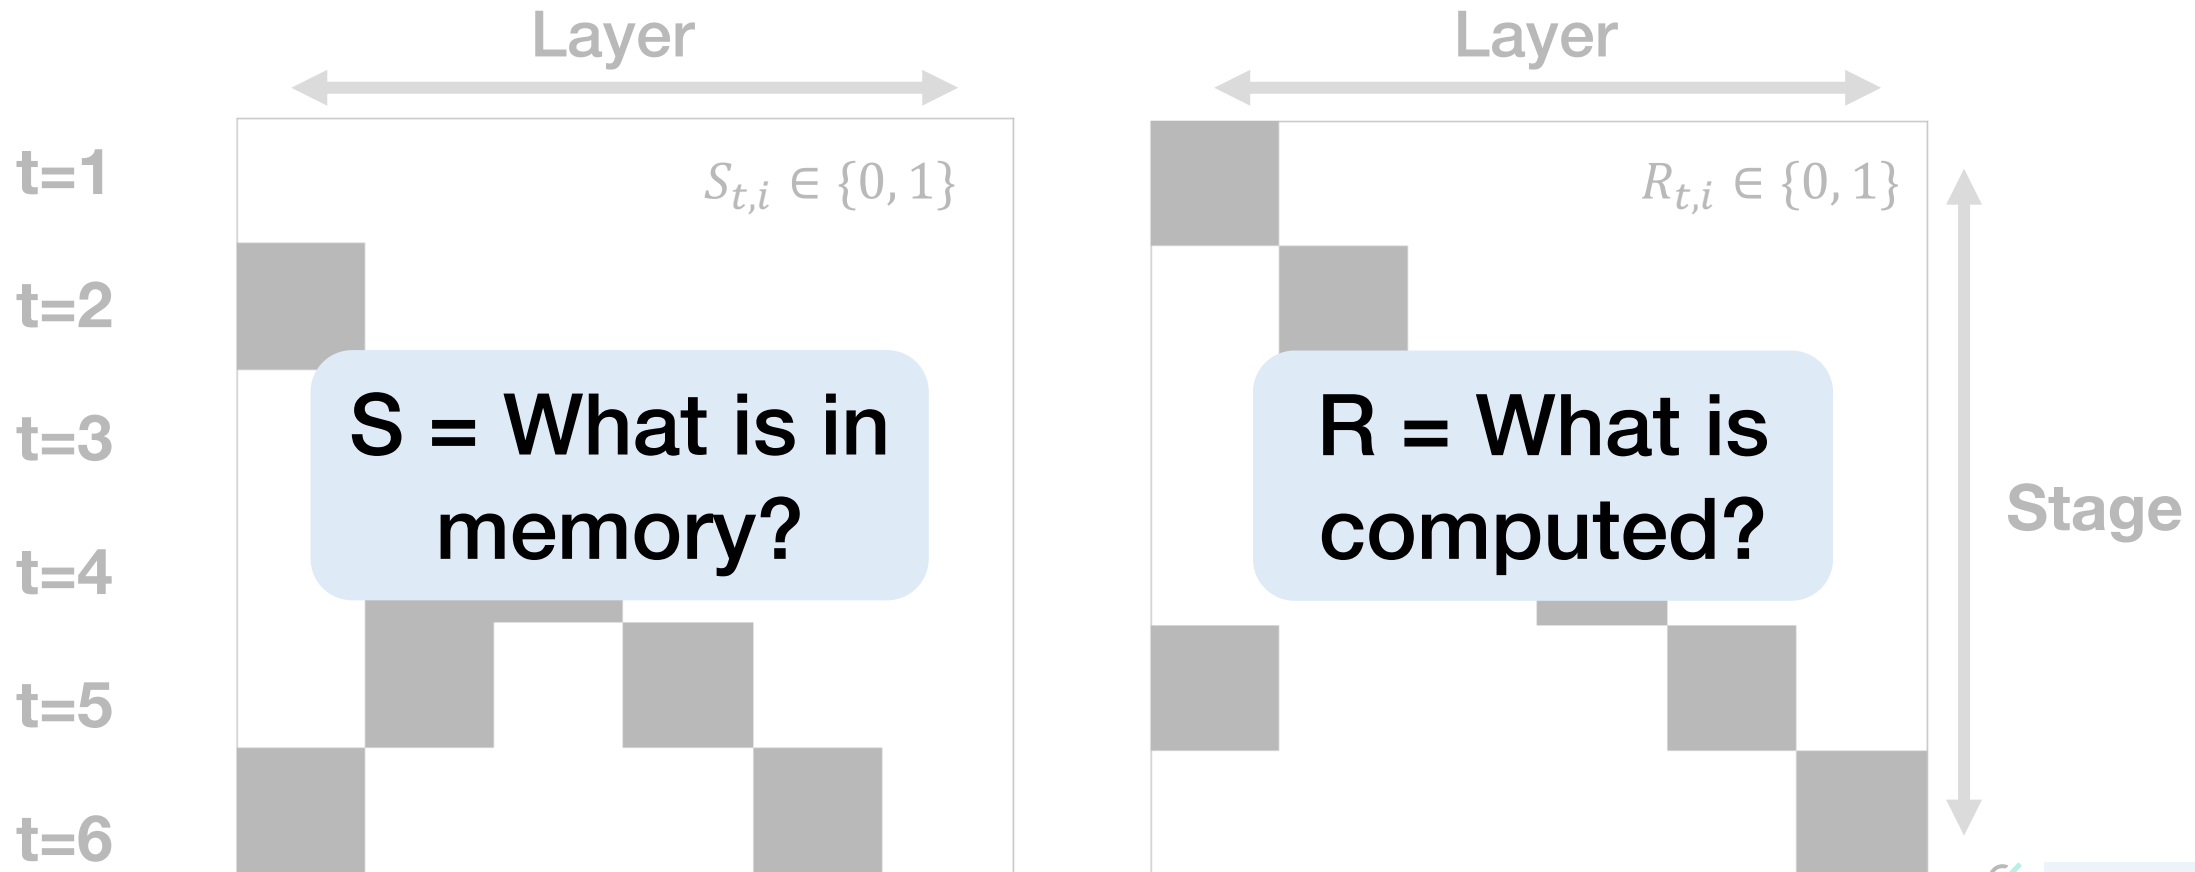 Layer
Layer
t=1
S_{t,i} ∈ {0, 1}
R_{t,i} ∈ {0, 1}
t=2
S = What is in
memory?
R = What is
computed?
t=3
t=4
Stage
t=5
t=6